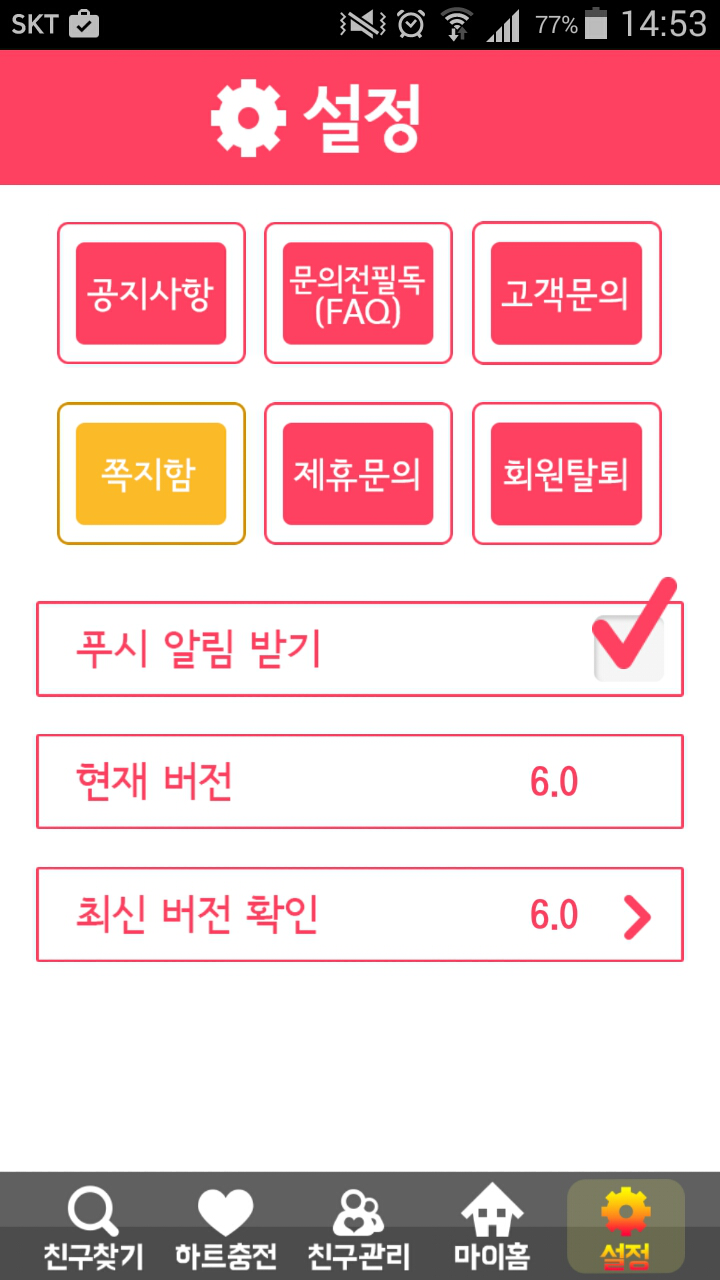 SKT 77% 14:53
설정
공지사항
문의전필독
(FAQ)
고객문의
쪽지함
제휴문의
회원탈퇴
푸시 알림 받기
현재 버전 6.0
최신 버전 확인 6.0
친구찾기 하트충전 친구관리 마이홈 설정